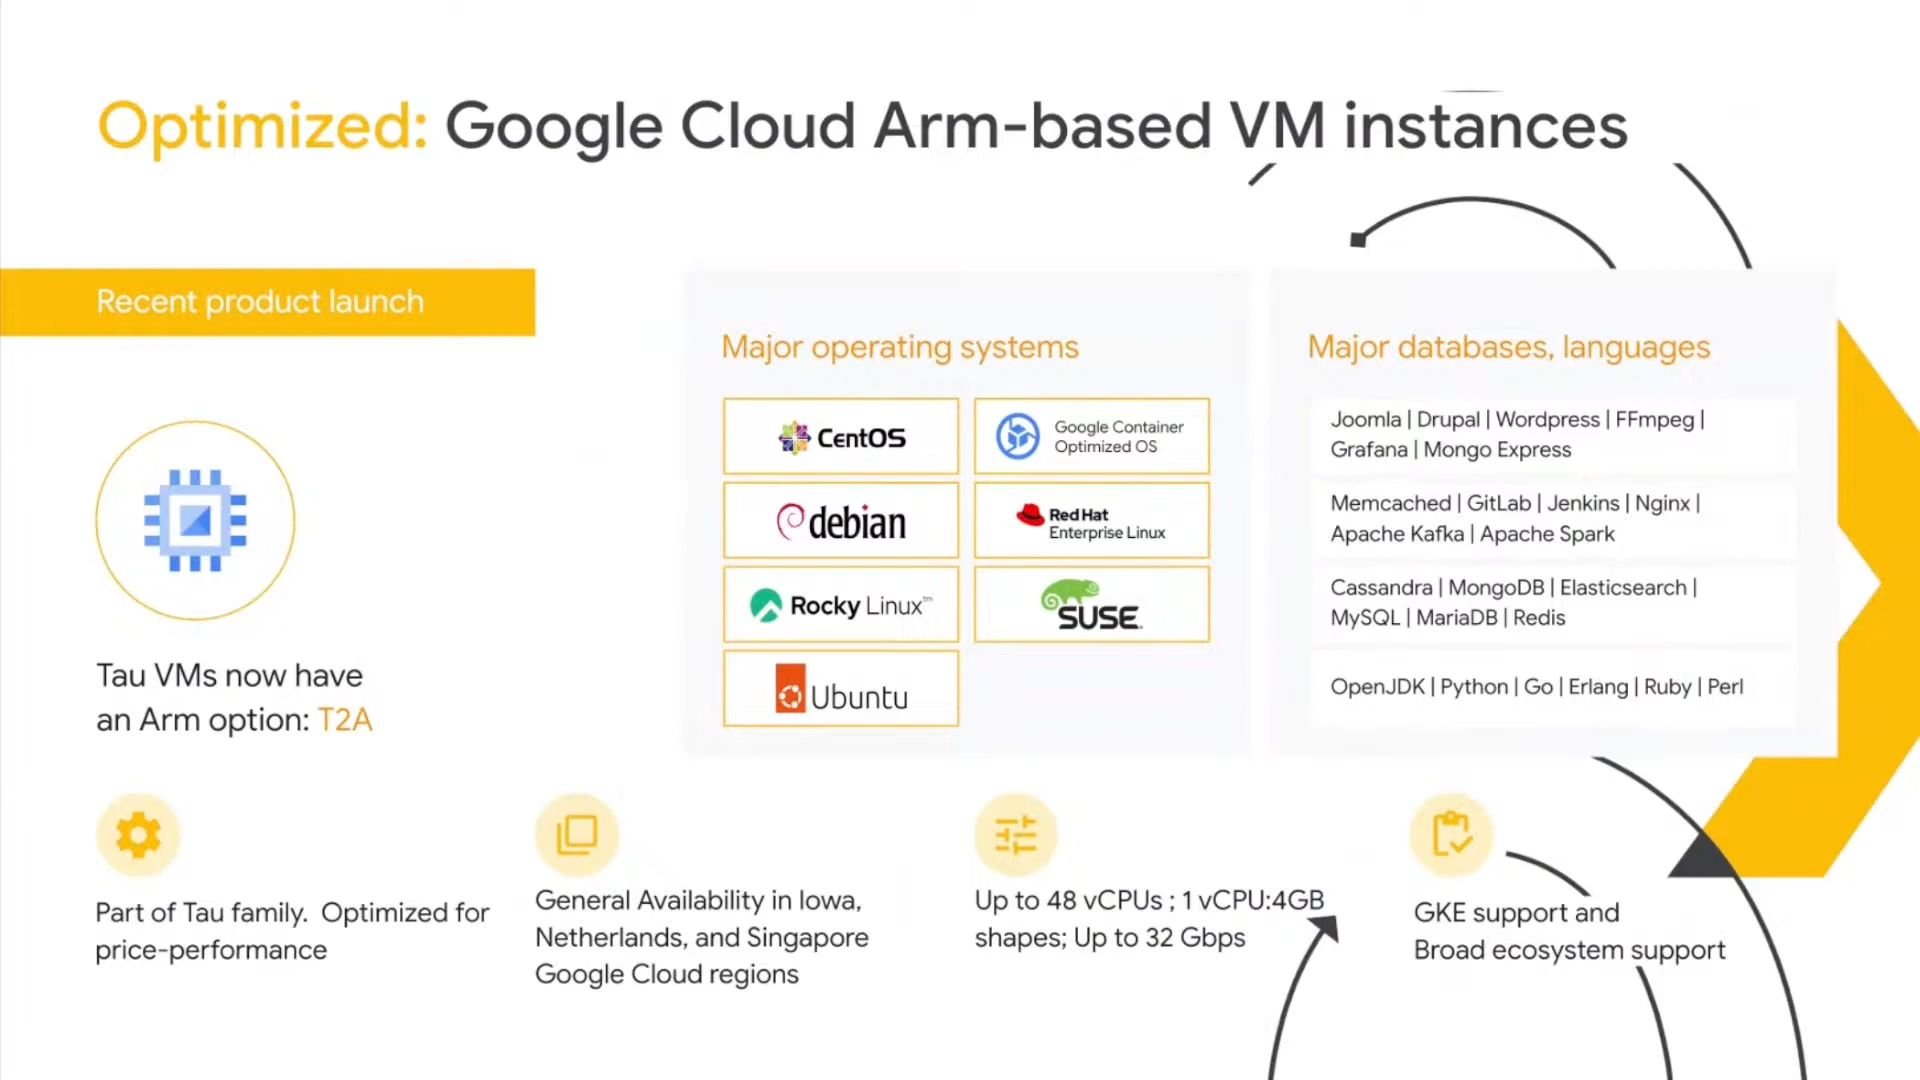 Optimized: Google Cloud Arm-based VM instances
Recent product launch
Tau VMs now have
an Arm option: T2A
Major operating systems
CentOS
Google Container
Optimized OS
debian
Red Hat
Enterprise Linux
Rocky Linux™
SUSE
Ubuntu
Major databases, languages
Joomla | Drupal | Wordpress | FFmpeg |
Grafana | Mongo Express
Memcached | GitLab | Jenkins | Nginx |
Apache Kafka | Apache Spark
Cassandra | MongoDB | Elasticsearch |
MySQL | MariaDB | Redis
OpenJDK | Python | Go | Erlang | Ruby | Perl
Part of Tau family. Optimized for
price-performance
General Availability in Iowa,
Netherlands, and Singapore
Google Cloud regions
Up to 48 vCPUs ; 1 vCPU:4GB
shapes; Up to 32 Gbps
GKE support and
Broad ecosystem support